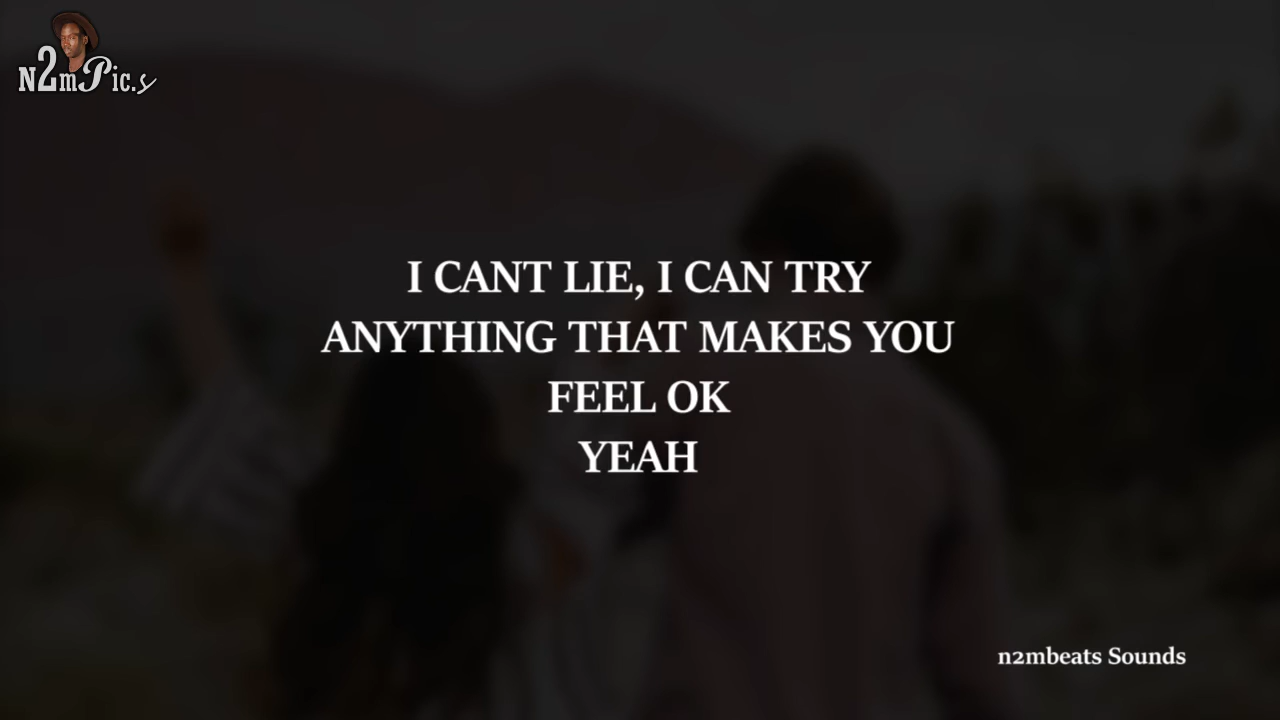 N2mPic.s
I CANT LIE, I CAN TRY
ANYTHING THAT MAKES YOU
FEEL OK
YEAH
n2mbeats Sounds